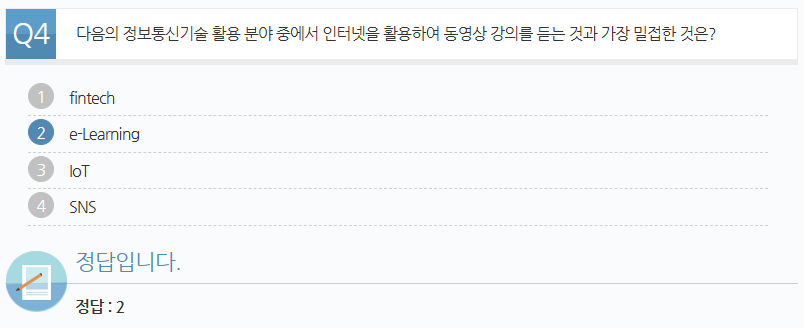 Q4 다음의 정보통신기술 활용 분야 중에서 인터넷을 활용하여 동영상 강의를 듣는 것과 가장 밀접한 것은?
1 fintech
2 e-Learning
3 IoT
4 SNS
정답입니다.
정답 : 2